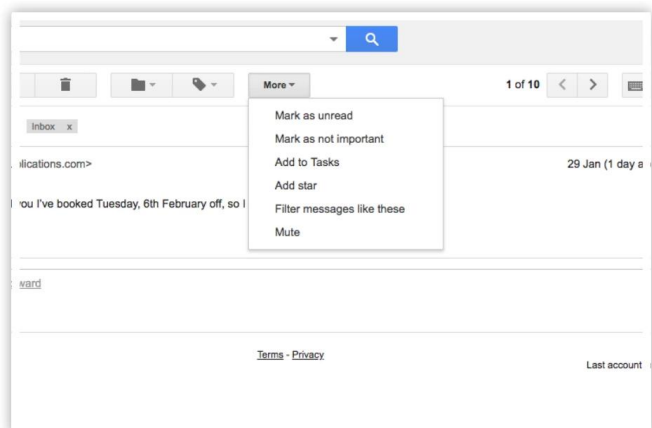 More
1 of 10
Mark as unread
Inbox x
Mark as not important
plications.com>
Add to Tasks
29 Jan (1 day a
Add star
you I've booked Tuesday, 6th February off, so I
Filter messages like these
Mute
ward
Terms - Privacy
Last account